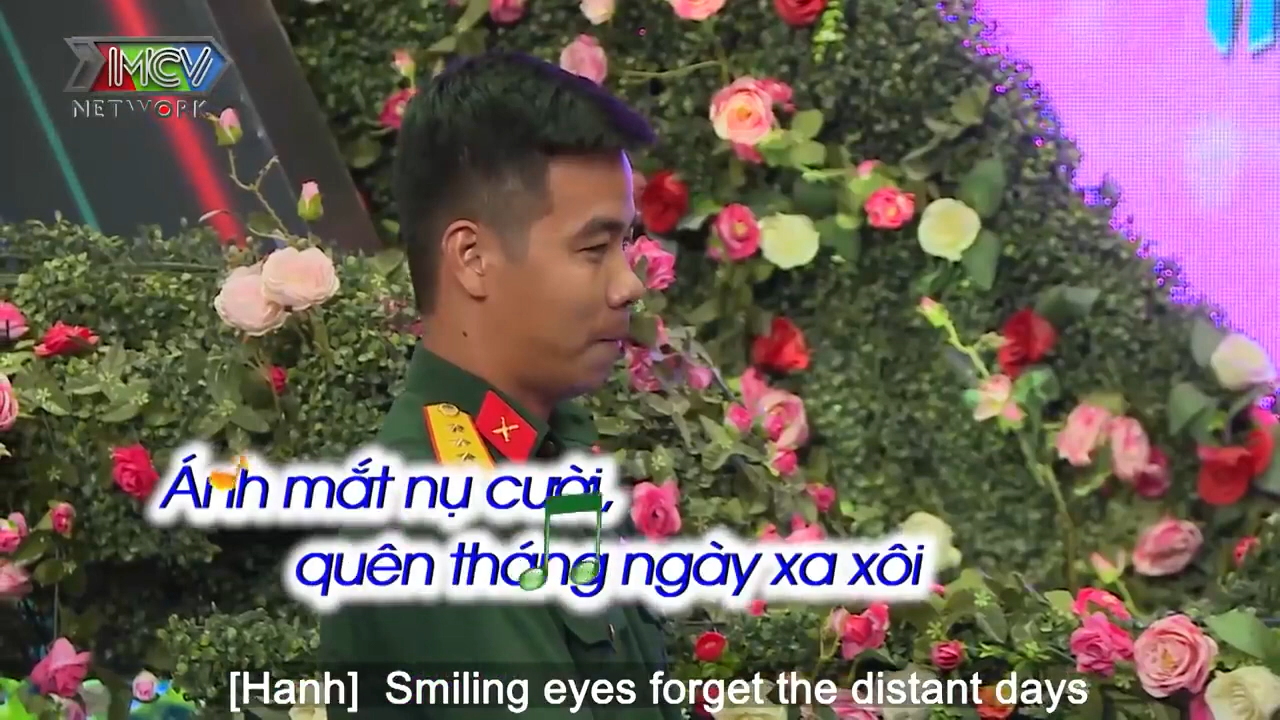 MCV
NETWORK
Ánh mắt nụ cười,
quên tháng ngày xa xôi
[Hanh] Smiling eyes forget the distant days